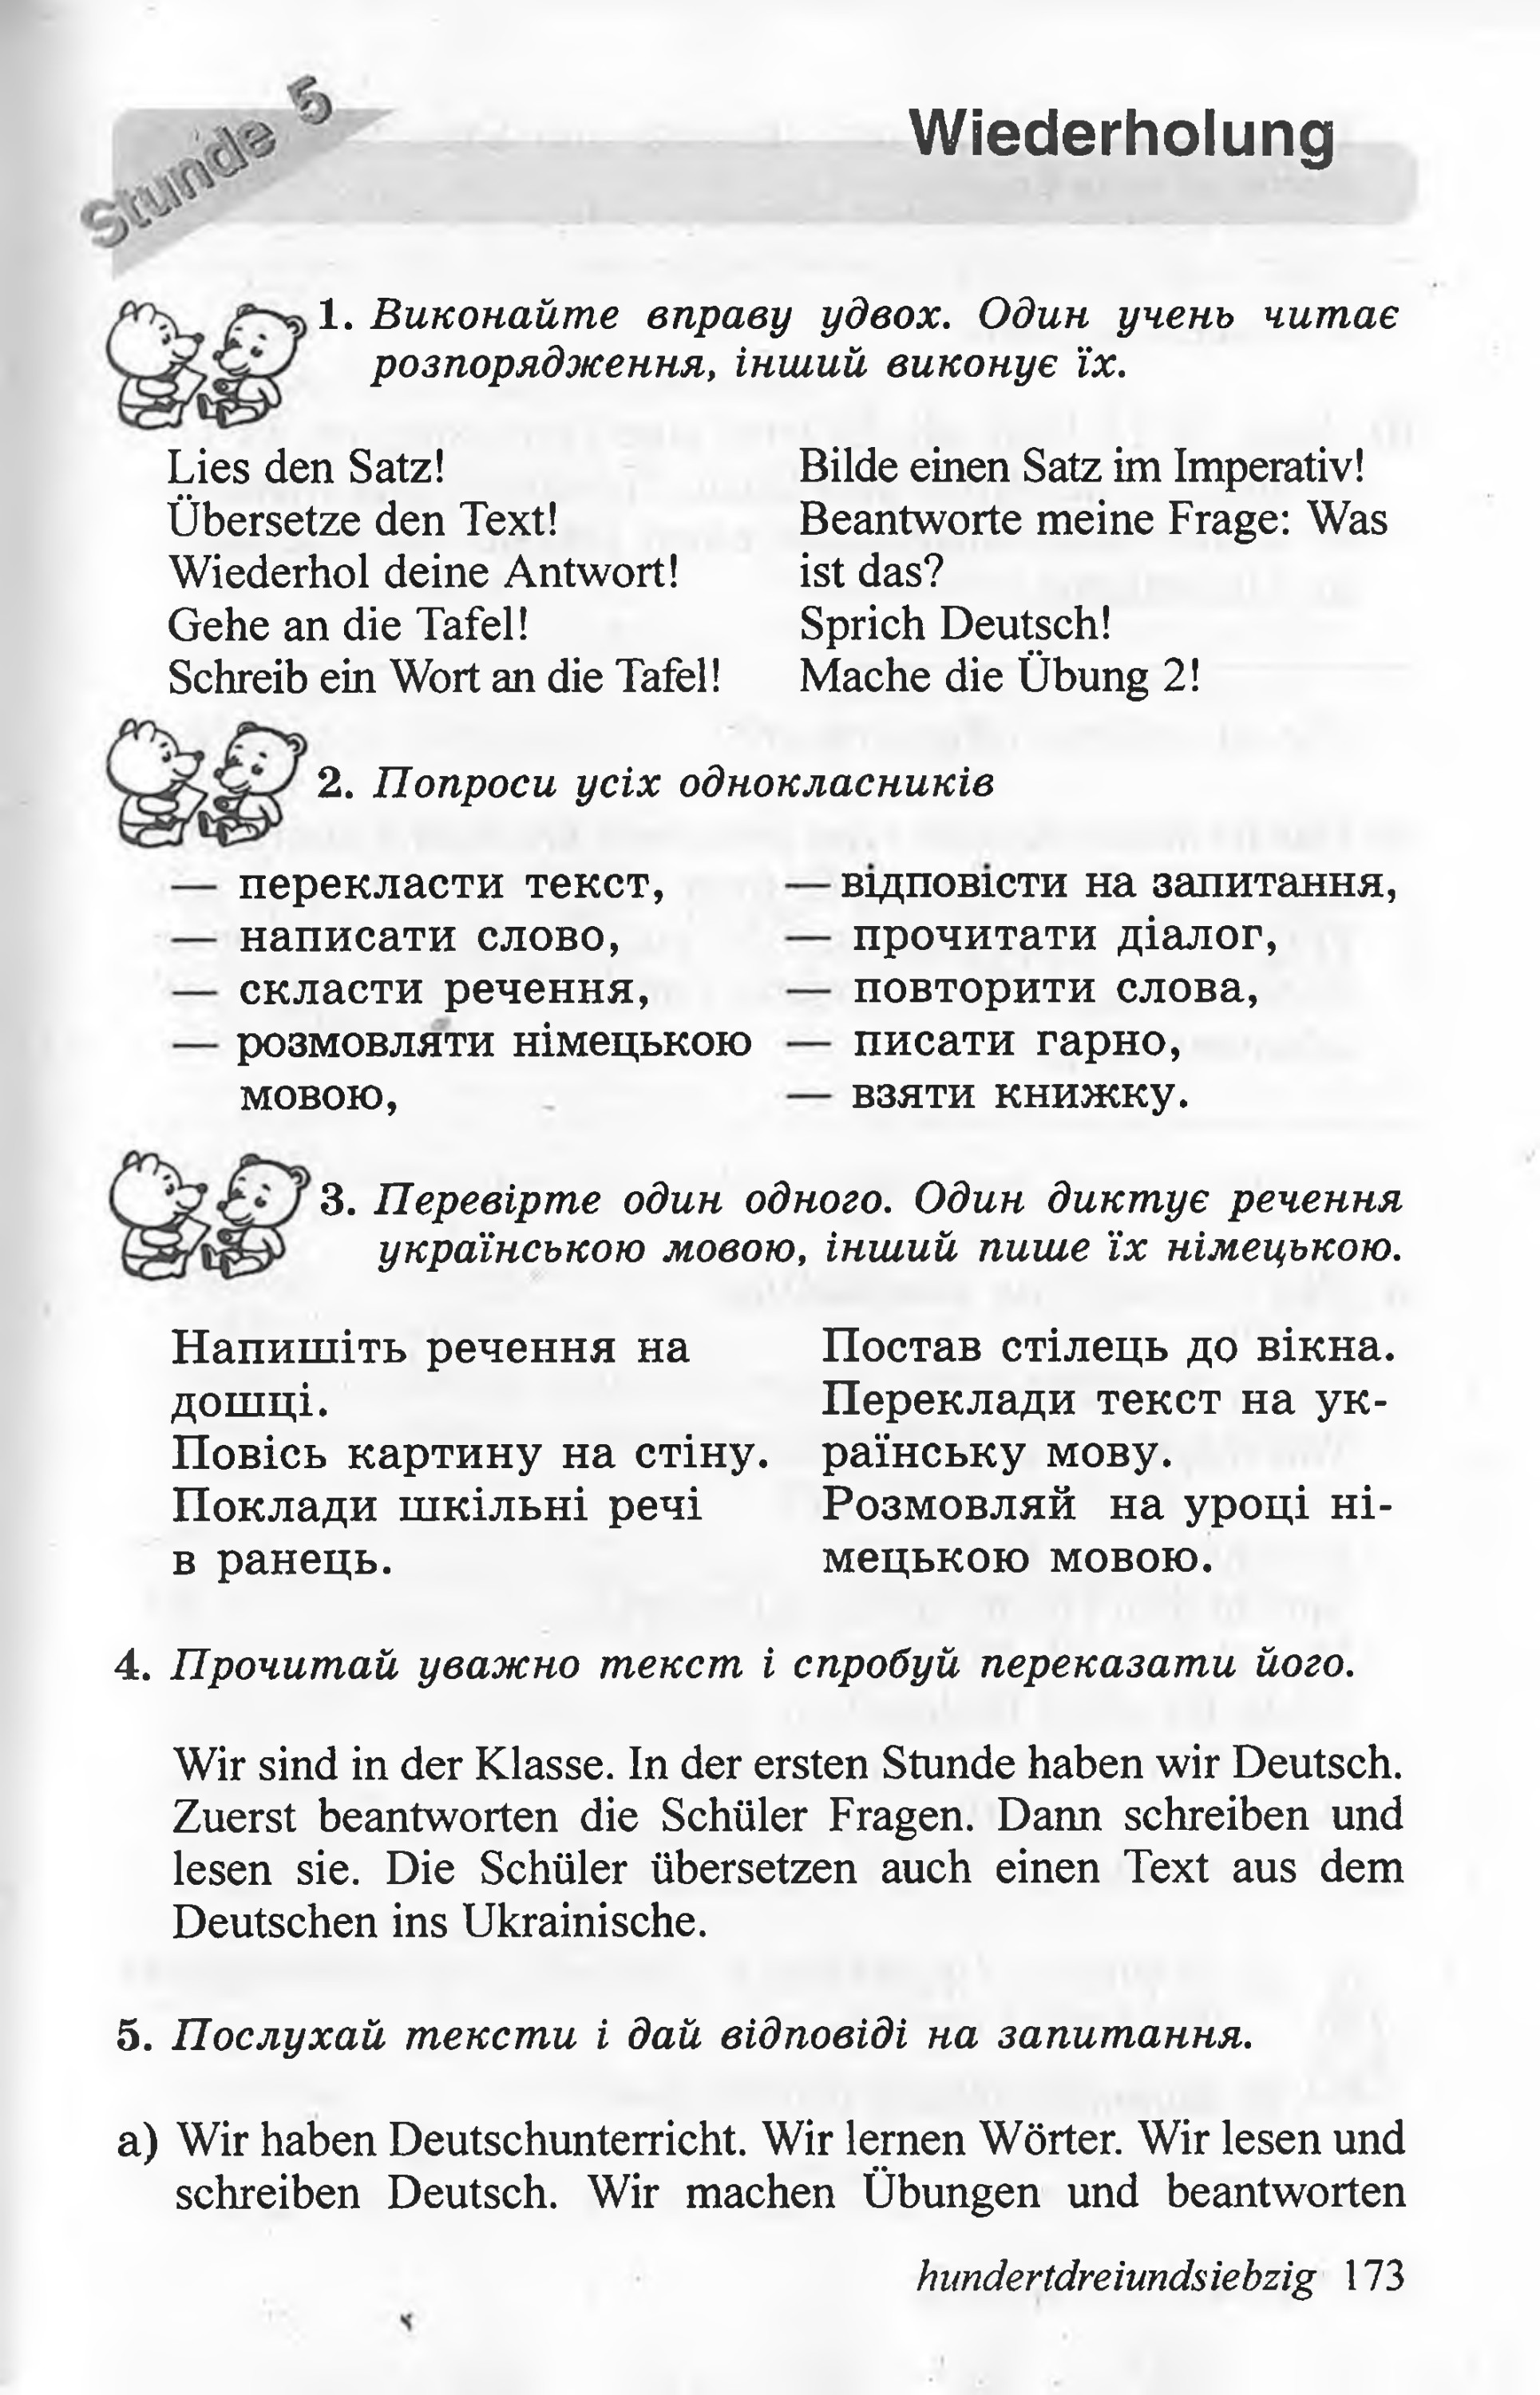 Stunde 5
Wiederholung
1. Виконайте вправу удвох. Один учень читає
розпорядження, інший виконує їх.
Lies den Satz!
Übersetze den Text!
Wiederhol deine Antwort!
Gehe an die Tafel!
Schreib ein Wort an die Tafel!
Bilde einen Satz im Imperativ!
Beantworte meine Frage: Was
ist das?
Sprich Deutsch!
Mache die Übung 2!
2. Попроси усіх однокласників
— перекласти текст,
— написати слово,
— скласти речення,
— розмовляти німецькою
мовою,
— відповісти на запитання,
— прочитати діалог,
— повторити слова,
— писати гарно,
— взяти книжку.
3. Перевірте один одного. Один диктує речення
українською мовою, інший пише їх німецькою.
Напишіть речення на
дошці.
Повісь картину на стіну.
Поклади шкільні речі
в ранець.
Постав стілець до вікна.
Переклади текст на ук-
раїнську мову.
Розмовляй на уроці ні-
мецькою мовою.
4. Прочитай уважно текст і спробуй переказати його.
Wir sind in der Klasse. In der ersten Stunde haben wir Deutsch.
Zuerst beantworten die Schüler Fragen. Dann schreiben und
lesen sie. Die Schüler übersetzen auch einen Text aus dem
Deutschen ins Ukrainische.
5. Послухай тексти і дай відповіді на запитання.
a) Wir haben Deutschunterricht. Wir lernen Wörter. Wir lesen und
schreiben Deutsch. Wir machen Übungen und beantworten
hundertdreiundsiebzig 173